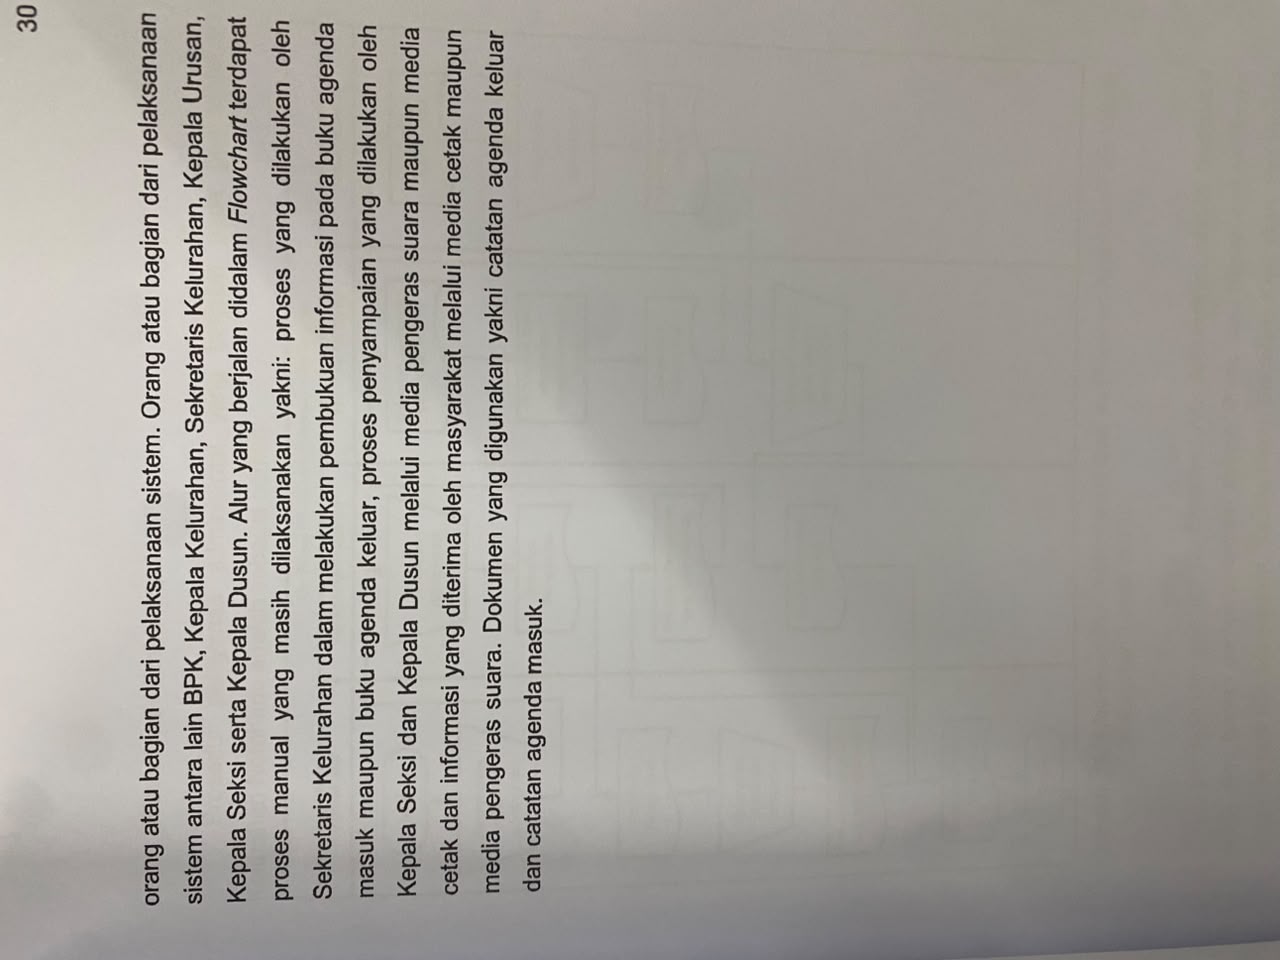 30
orang atau bagian dari pelaksanaan sistem. Orang atau bagian dari pelaksanaan
sistem antara lain BPK, Kepala Kelurahan, Sekretaris Kelurahan, Kepala Urusan,
Kepala Seksi serta Kepala Dusun. Alur yang berjalan didalam Flowchart terdapat
proses manual yang masih dilaksanakan yakni: proses yang dilakukan oleh
Sekretaris Kelurahan dalam melakukan pembukuan informasi pada buku agenda
masuk maupun buku agenda keluar, proses penyampaian yang dilakukan oleh
Kepala Seksi dan Kepala Dusun melalui media pengeras suara maupun media
cetak dan informasi yang diterima oleh masyarakat melalui media cetak maupun
media pengeras suara. Dokumen yang digunakan yakni catatan agenda keluar
dan catatan agenda masuk.